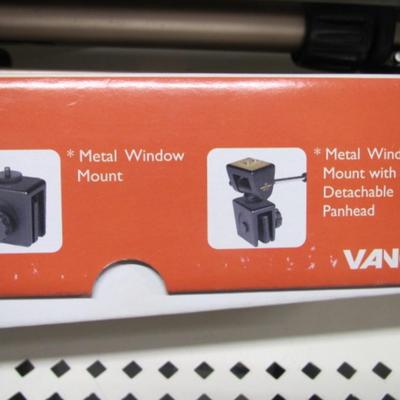 * Metal Window
Mount
* Metal Wind
Mount with
Detachable
Panhead
VAN